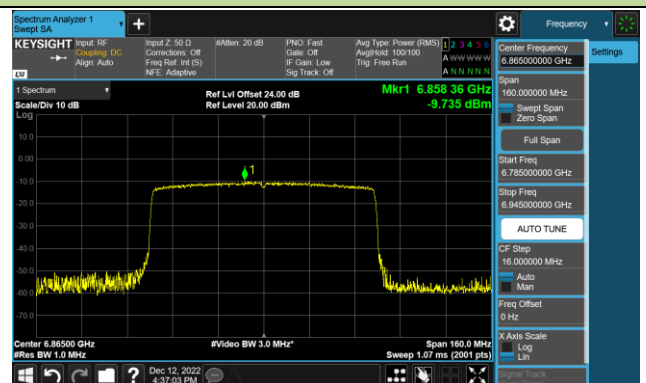 Spectrum Analyzer 1
Swept SA
Frequency
KEYSIGHT
Input: RF
Coupling: DC
Align: Auto
Input Z: 50 Ω
Corrections: Off
Freq Ref: Int (S)
NFE: Adaptive
#Atten: 20 dB
PNO: Fast
Gate: Off
IF Gain: Low
Sig Track: Off
Avg Type: Power (RMS)
Avg|Hold: 100/100
Trig: Free Run
1 2 3 4 5 6
A W W W W W
A N N N N N
LXI
Center Frequency
6.865000000 GHz
Settings
Span
160.000000 MHz
Swept Span
Zero Span
Full Span
Start Freq
6.785000000 GHz
Stop Freq
6.945000000 GHz
AUTO TUNE
CF Step
16.000000 MHz
Auto
Man
Freq Offset
0 Hz
X Axis Scale
Log
Lin
Signal Track
1 Spectrum
Scale/Div 10 dB
Ref Lvl Offset 24.00 dB
Ref Level 20.00 dBm
Mkr1 6.858 36 GHz
-9.735 dBm
Log
10.0
0.00
-10.0
-20.0
-30.0
-40.0
-50.0
-60.0
-70.0
1
Center 6.86500 GHz
#Res BW 1.0 MHz
#Video BW 3.0 MHz*
Span 160.0 MHz
Sweep 1.07 ms (2001 pts)
Dec 12, 2022
4:37:03 PM